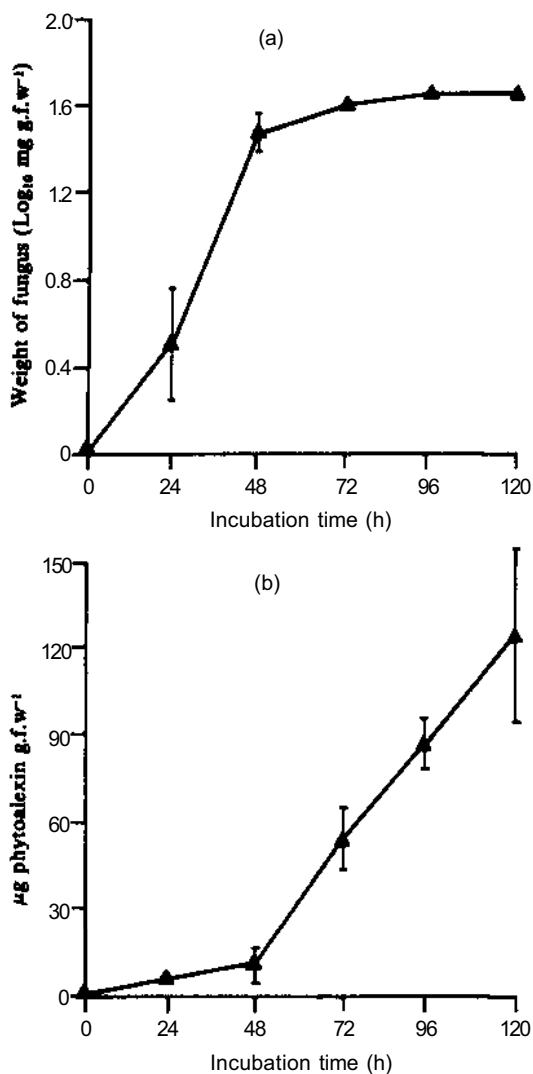 (a)
Weight of fungus (Log₁₀ mg g.f.w⁻¹)
2.0
1.6
1.2
0.8
0.4
0
0 24 48 72 96 120
Incubation time (h)
(b)
µg phytoalexin g.f.w⁻¹
150
120
90
60
30
0
0 24 48 72 96 120
Incubation time (h)